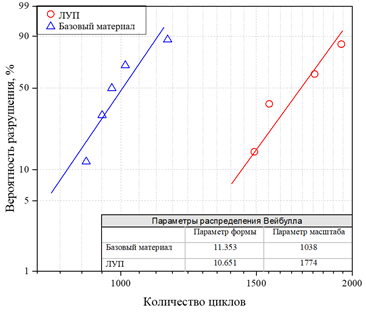 99
90
50
10
5
1
Вероятность разрушения, %
ЛУП
Базовый материал
Параметры распределения Вейбулла
Параметр формы Параметр масштаба
Базовый материал 11.353 1038
ЛУП 10.651 1774
1000 1500 2000
Количество циклов